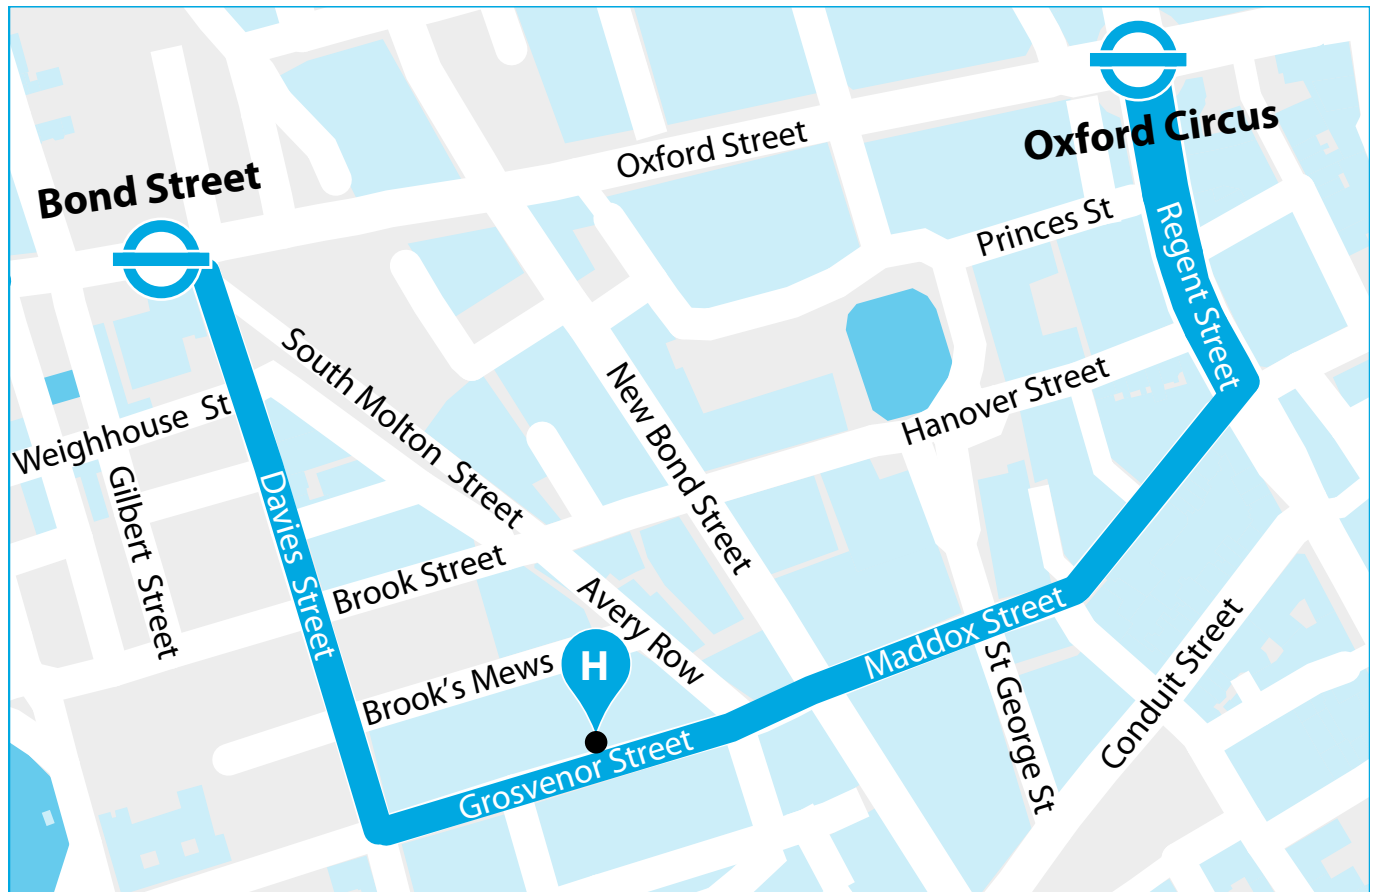 Oxford Circus
Oxford Street
Bond Street
Princes St
Regent Street
South Molton Street
New Bond Street
Hanover Street
Weighhouse St
Gilbert Street
Davies Street
Brook Street
Avery Row
Brook's Mews
H
Maddox Street
St George St
Conduit Street
Grosvenor Street